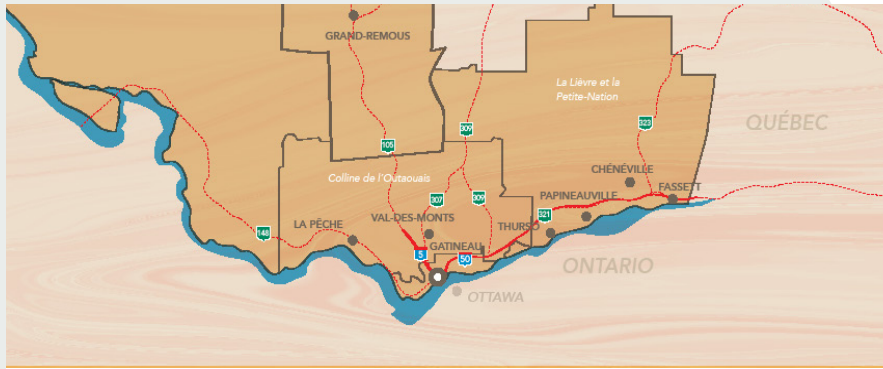 GRAND-REMOUS
La Lièvre et la
Petite-Nation
309
323
QUÉBEC
105
Colline de l'Outaouais
CHÉNÉVILLE
307
309
PAPINEAUVILLE
FASSETT
LA PÊCHE
VAL-DES-MONTS
321
THURSO
148
GATINEAU
5
50
ONTARIO
OTTAWA